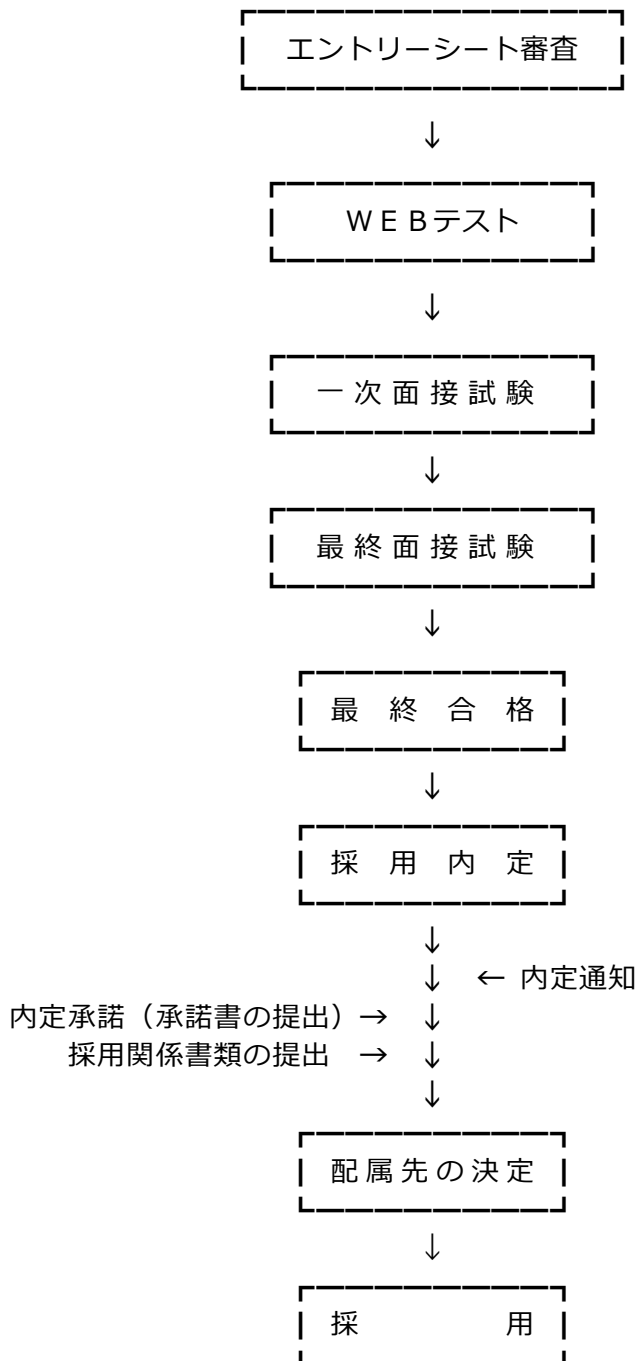 エントリーシート審査
↓
ＷＥＢテスト
↓
一次面接試験
↓
最終面接試験
↓
最終合格
↓
採用内定
↓
↓ ← 内定通知
内定承諾（承諾書の提出）→ ↓
採用関係書類の提出 → ↓
↓
配属先の決定
↓
採用